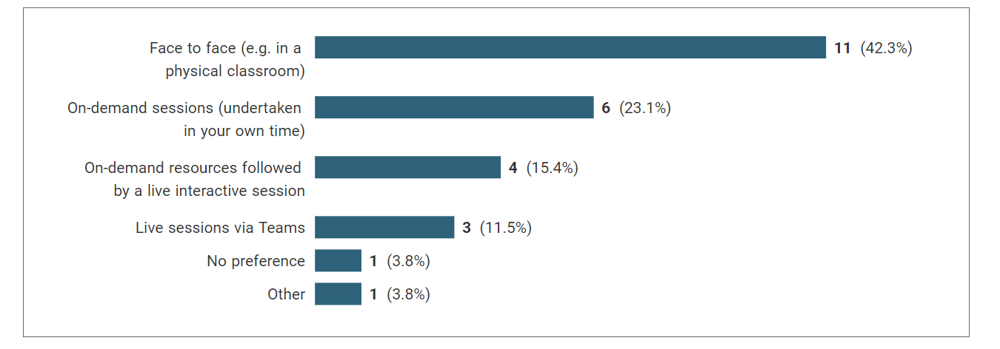 Face to face (e.g. in a 11 (42.3%)
physical classroom)
On-demand sessions (undertaken 6 (23.1%)
in your own time)
On-demand resources followed 4 (15.4%)
by a live interactive session
Live sessions via Teams 3 (11.5%)
No preference 1 (3.8%)
Other 1 (3.8%)